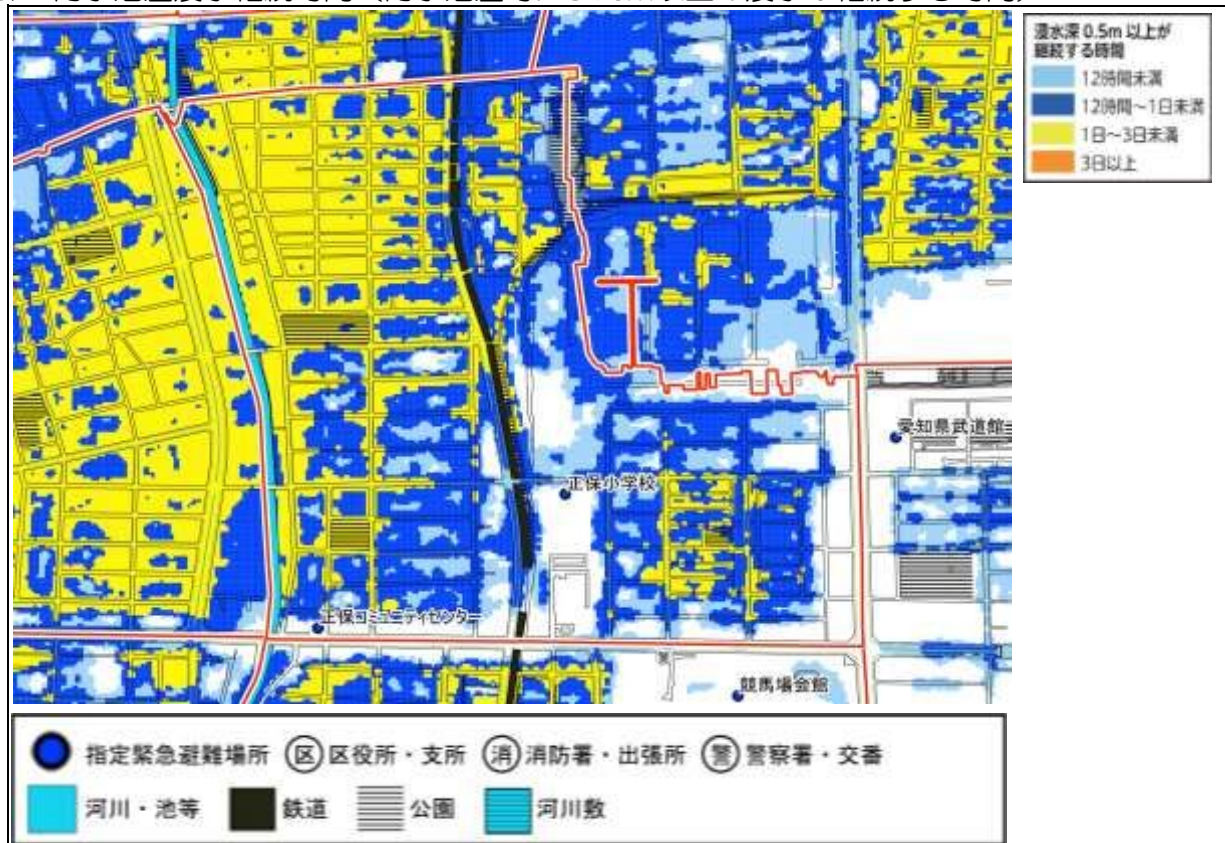 浸水深 0.5m 以上が
継続する時間
12時間未満
12時間～1日未満
1日～3日未満
3日以上
愛知県武道館
正保小学校
正保コミュニティセンター
競馬場会館
指定緊急避難場所 区 区役所・支所 消 消防署・出張所 警 警察署・交番
河川・池等 鉄道 公園 河川敷